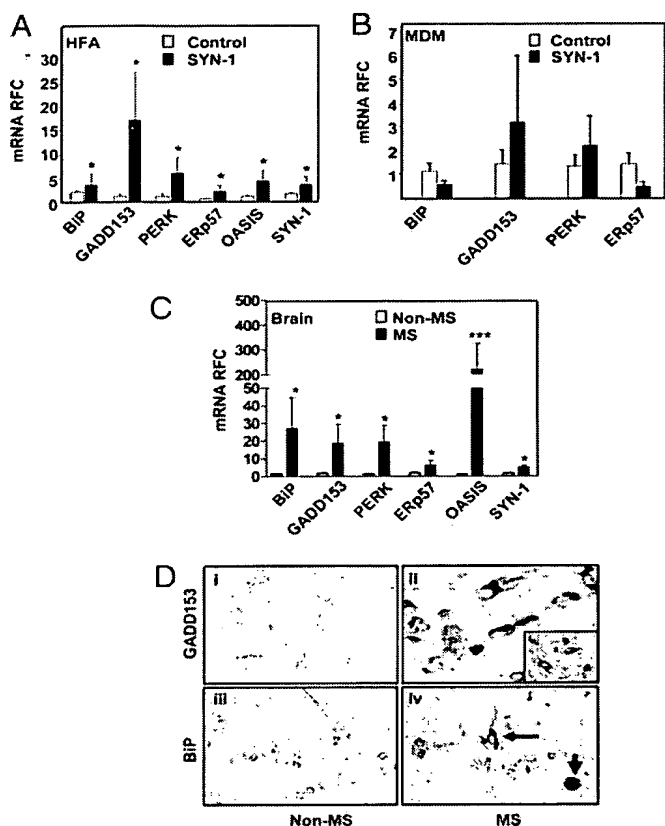 A
HFA
Control
SYN-1
mRNA RFC
30
25
20
15
10
5
0
*
*
*
*
*
*
BIP
GADD153
PERK
ERp57
OASIS
SYN-1
B
MDM
Control
SYN-1
mRNA RFC
7
6
5
4
3
2
1
BIP
GADD153
PERK
ERp57
C
Brain
Non-MS
MS
mRNA RFC
500
400
300
200
50
40
30
20
10
0
*
*
*
*
***
*
BIP
GADD153
PERK
ERp57
OASIS
SYN-1
D
GADD153
i
ii
BiP
iii
iv
Non-MS
MS